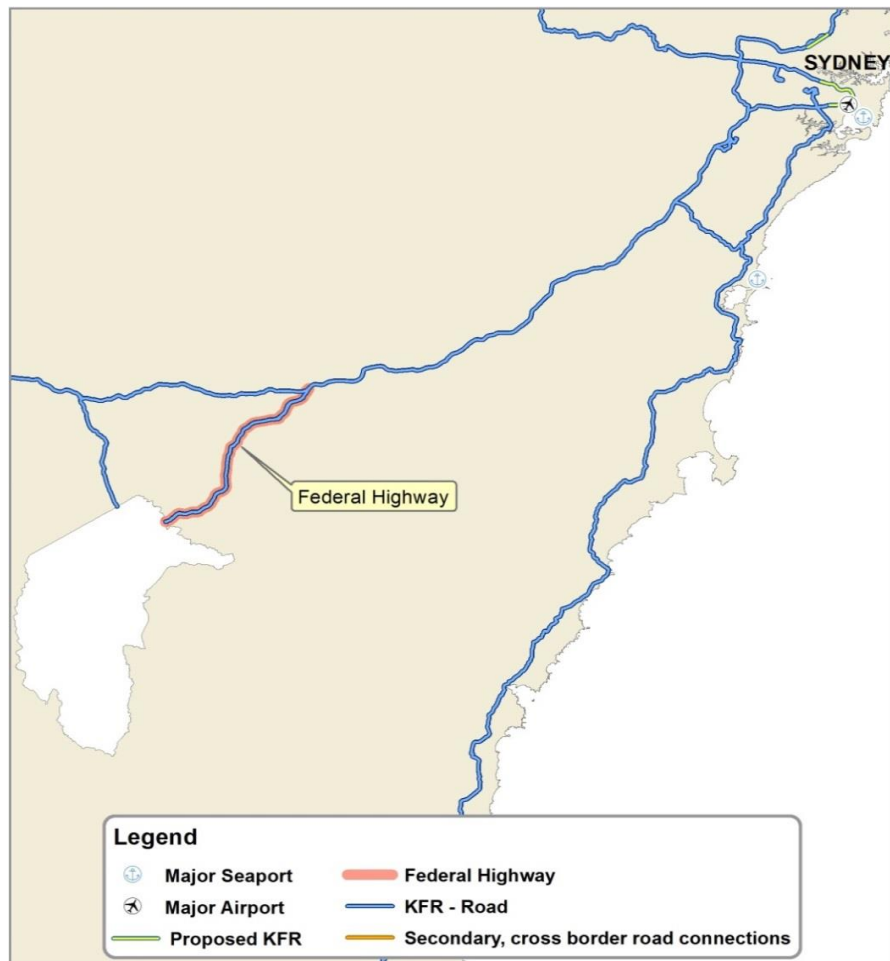 SYDNEY
Federal Highway
Legend
Major Seaport
Federal Highway
Major Airport
KFR - Road
Proposed KFR
Secondary, cross border road connections